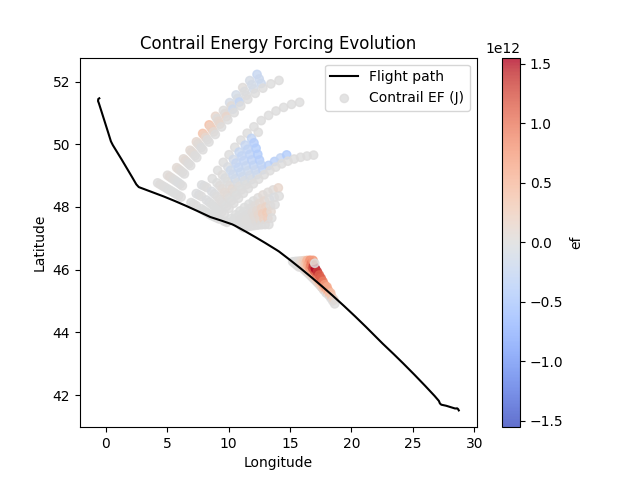 Contrail Energy Forcing Evolution
1e12
Flight path
Contrail EF (J)
52
50
48
46
44
42
Latitude
0
5
10
15
20
25
30
Longitude
1.5
1.0
0.5
0.0
−0.5
−1.0
−1.5
ef